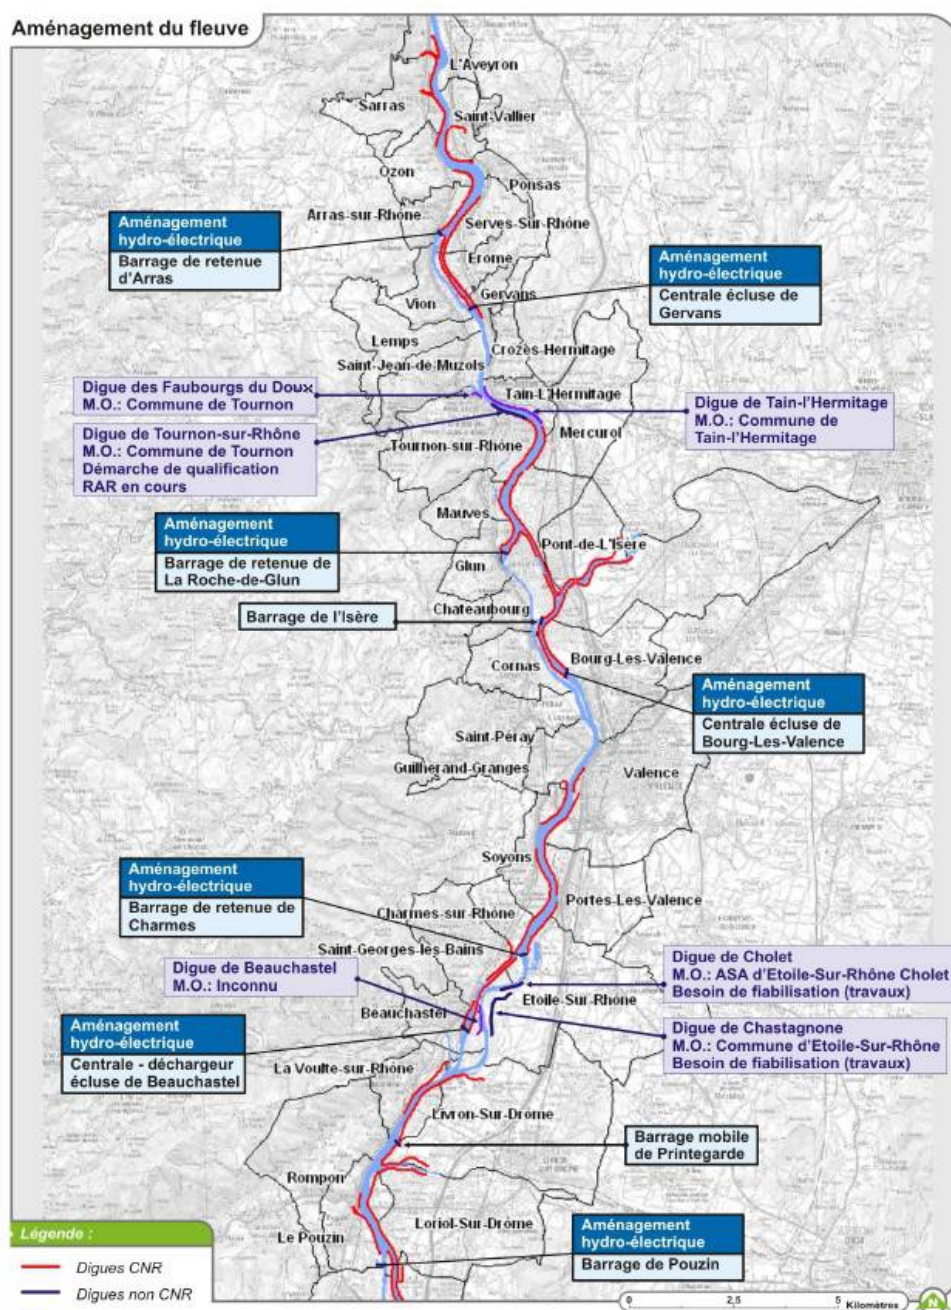 Aménagement du fleuve
L'Aveyron
Sarras
Saint-Vallier
Ozon
Ponsas
Arras-sur-Rhône
Serves-Sur-Rhône
Aménagement
hydro-électrique
Barrage de retenue
d'Arras
Erome
Aménagement
hydro-électrique
Centrale écluse de
Gervans
Gervans
Vion
Lemps
Crozes-Hermitage
Saint-Jean-de-Muzols
Digue des Faubourgs du Doux
M.O.: Commune de Tournon
Tain-L'Hermitage
Digue de Tain-l'Hermitage
M.O.: Commune de
Tain-l'Hermitage
Digue de Tournon-sur-Rhône
M.O.: Commune de Tournon
Démarche de qualification
RAR en cours
Mercurol
Tournon-sur-Rhône
Mauves
Aménagement
hydro-électrique
Barrage de retenue de
La Roche-de-Glun
Pont-de-L'Isère
Glun
Chateaubourg
Barrage de l'Isère
Bourg-Les-Valence
Cornas
Aménagement
hydro-électrique
Centrale écluse de
Bourg-Les-Valence
Saint-Péray
Guilherand-Granges
Valence
Soyons
Aménagement
hydro-électrique
Barrage de retenue de
Charmes
Portes-Les-Valence
Charmes-sur-Rhône
Saint-Georges-les-Bains
Digue de Beauchastel
M.O.: Inconnu
Digue de Cholet
M.O.: ASA d'Etoile-Sur-Rhône Cholet
Besoin de fiabilisation (travaux)
Etoile-Sur-Rhône
Beauchastel
Digue de Chastagnone
M.O.: Commune d'Etoile-Sur-Rhône
Besoin de fiabilisation (travaux)
Aménagement
hydro-électrique
Centrale - déchargeur
écluse de Beauchastel
La Voulte-sur-Rhône
Livron-Sur-Drome
Barrage mobile
de Printegarde
Rompon
Loriol-Sur-Drome
Le Pouzin
Aménagement
hydro-électrique
Barrage de Pouzin
Légende :
Digues CNR
Digues non CNR
0 2,5 5
Kilomètres
N